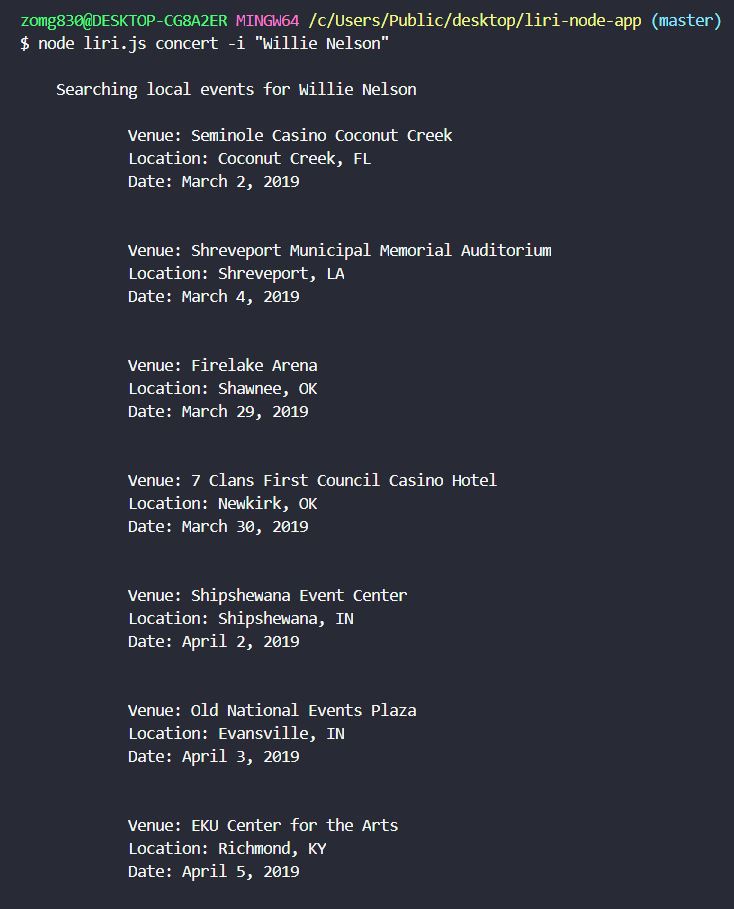 zomg830@DESKTOP-CG8A2ER MINGW64 /c/Users/Public/desktop/liri-node-app (master)
$ node liri.js concert -i "Willie Nelson"
Searching local events for Willie Nelson
Venue: Seminole Casino Coconut Creek
Location: Coconut Creek, FL
Date: March 2, 2019
Venue: Shreveport Municipal Memorial Auditorium
Location: Shreveport, LA
Date: March 4, 2019
Venue: Firelake Arena
Location: Shawnee, OK
Date: March 29, 2019
Venue: 7 Clans First Council Casino Hotel
Location: Newkirk, OK
Date: March 30, 2019
Venue: Shipshewana Event Center
Location: Shipshewana, IN
Date: April 2, 2019
Venue: Old National Events Plaza
Location: Evansville, IN
Date: April 3, 2019
Venue: EKU Center for the Arts
Location: Richmond, KY
Date: April 5, 2019